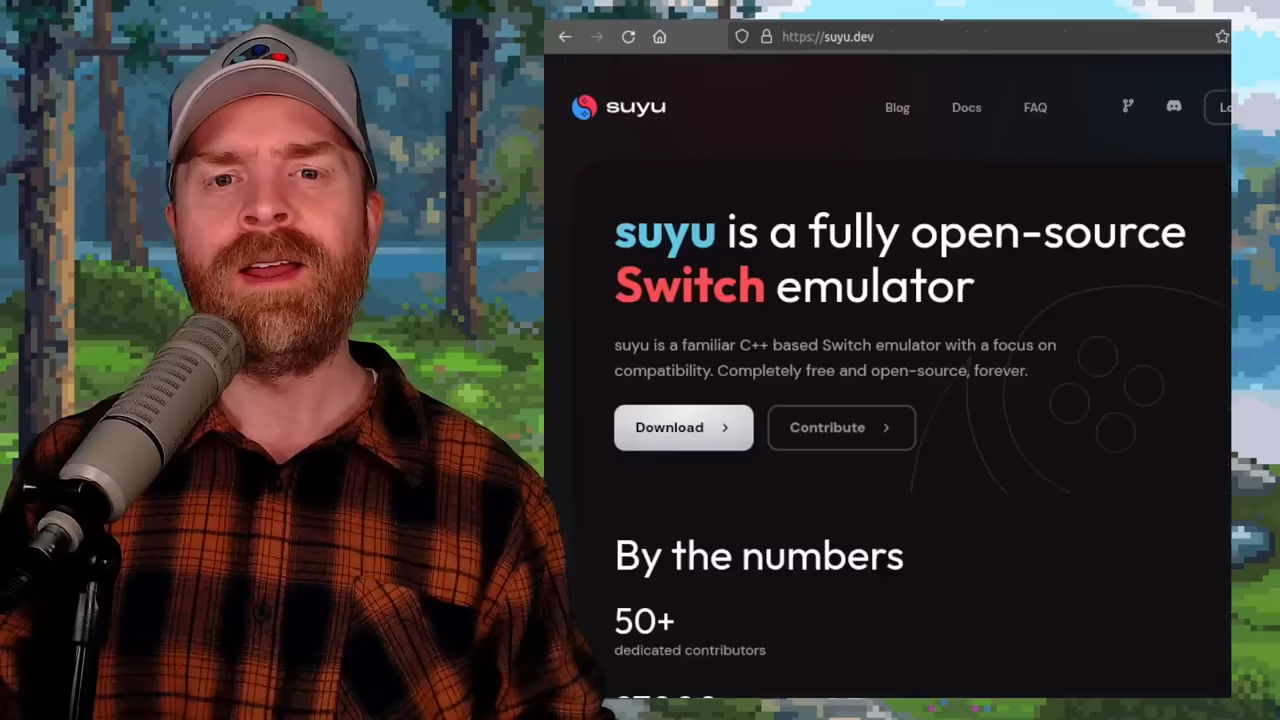 https://suyu.dev
suyu
Blog
Docs
FAQ
suyu is a fully open-source
Switch emulator
suyu is a familiar C++ based Switch emulator with a focus on
compatibility. Completely free and open-source, forever.
Download
Contribute
By the numbers
50+
dedicated contributors